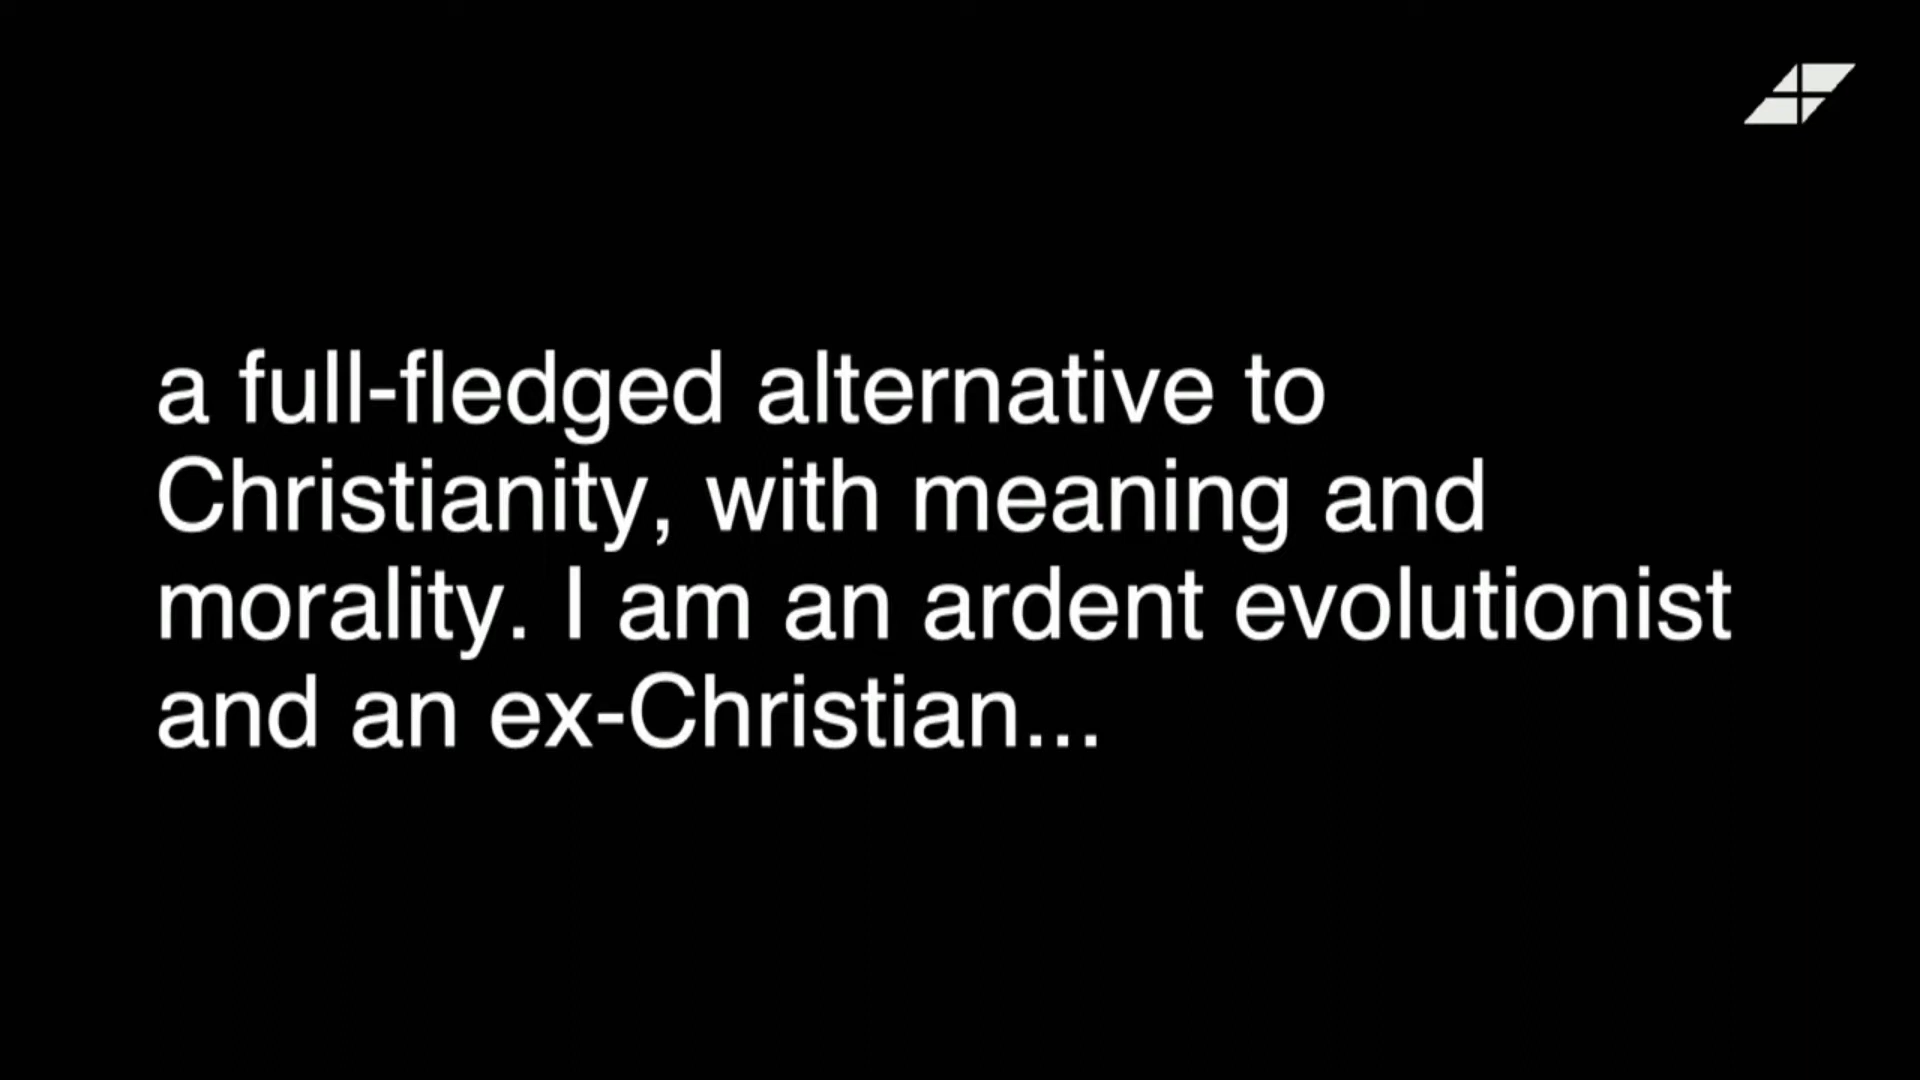 a full-fledged alternative to
Christianity, with meaning and
morality. I am an ardent evolutionist
and an ex-Christian...